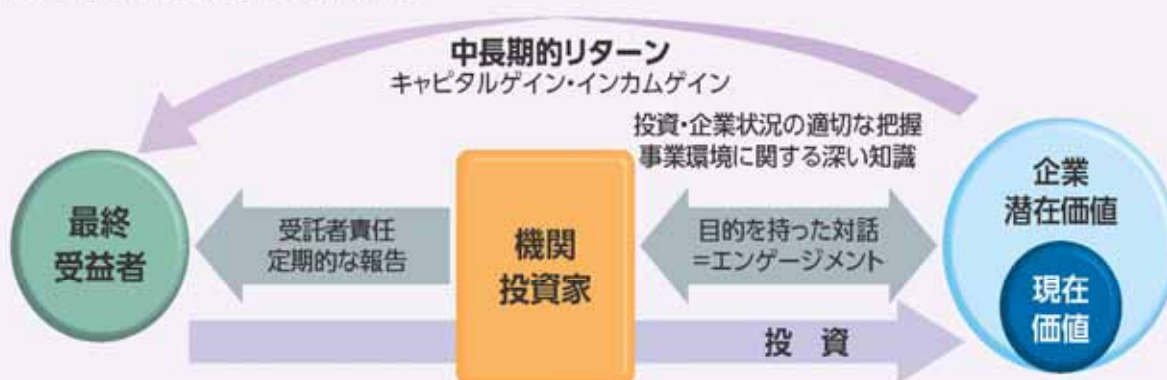 中長期的リターン
キャピタルゲイン・インカムゲイン
投資・企業状況の適切な把握
事業環境に関する深い知識
最終
受益者
受託者責任
定期的な報告
機関
投資家
目的を持った対話
=エンゲージメント
企業
潜在価値
現在
価値
投 資